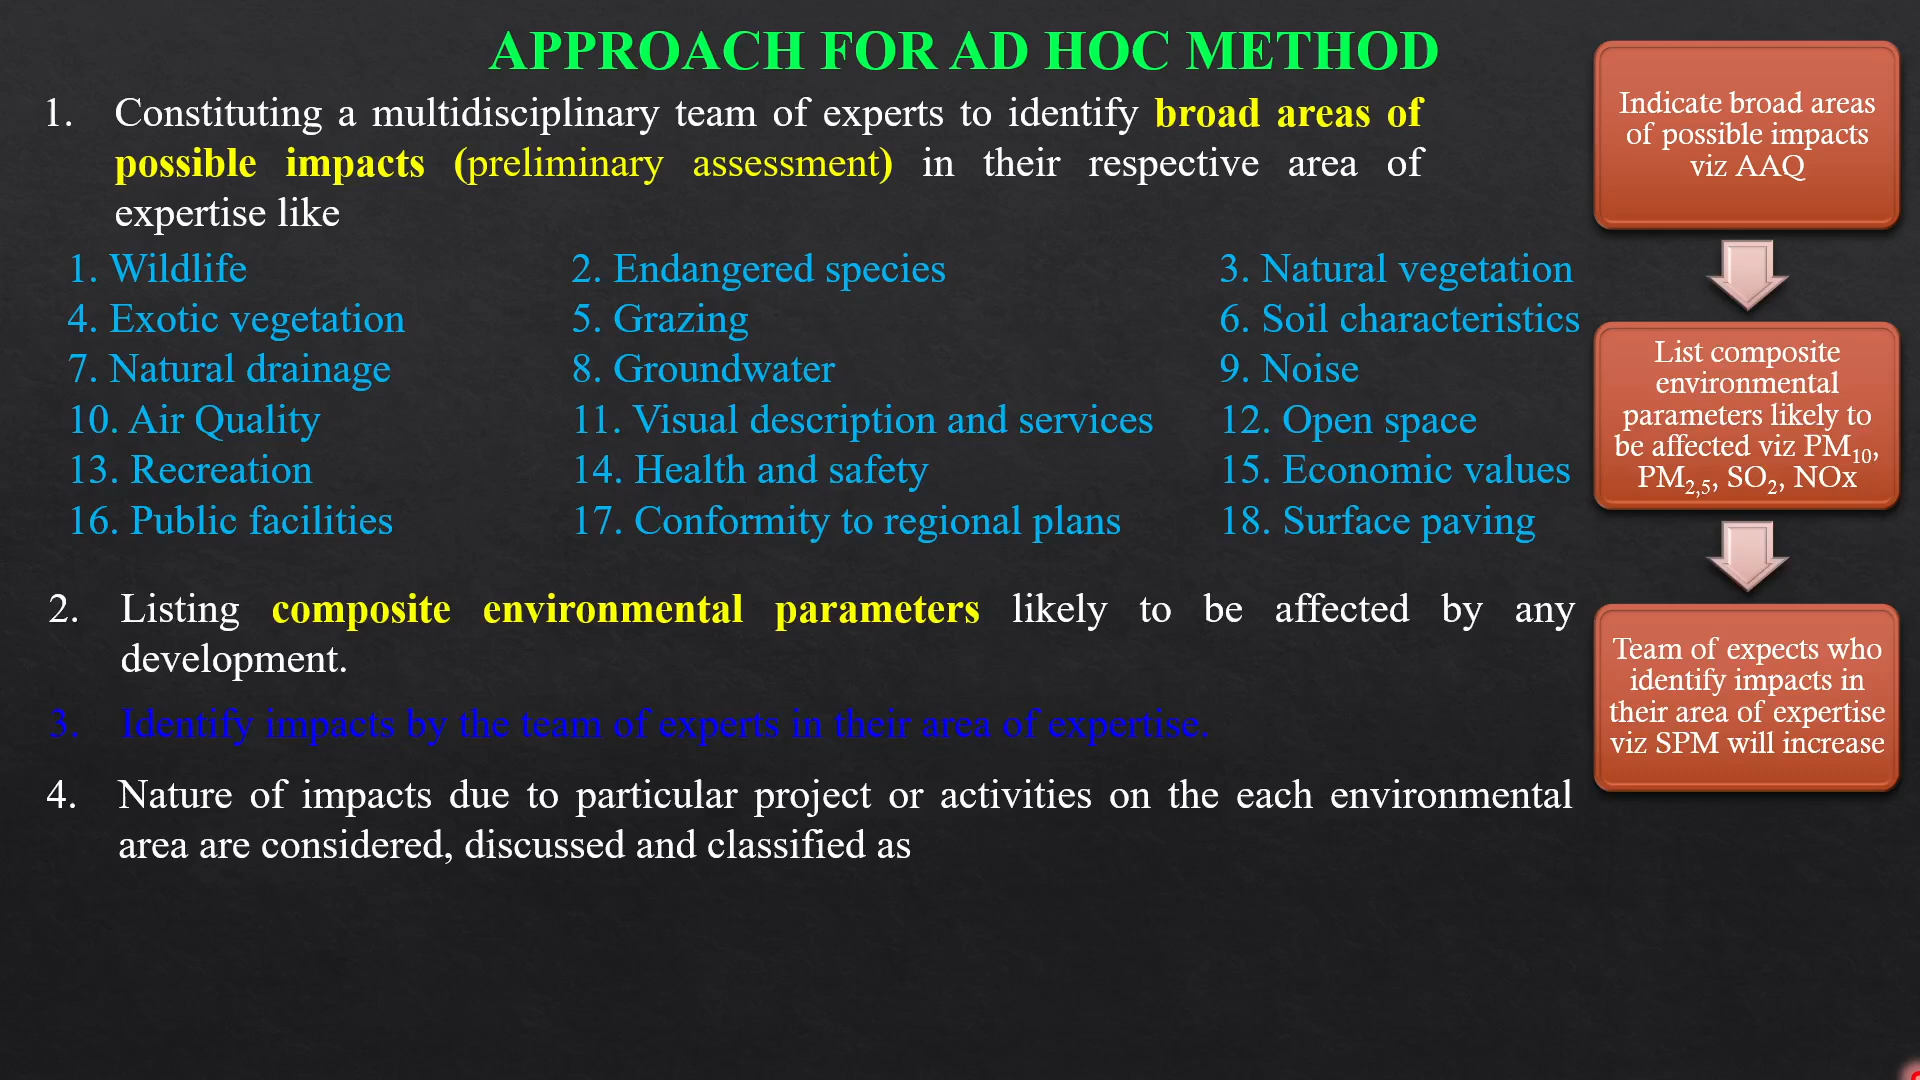 APPROACH FOR AD HOC METHOD
1. Constituting a multidisciplinary team of experts to identify broad areas of
possible impacts (preliminary assessment) in their respective area of
expertise like
1. Wildlife 2. Endangered species 3. Natural vegetation
4. Exotic vegetation 5. Grazing 6. Soil characteristics
7. Natural drainage 8. Groundwater 9. Noise
10. Air Quality 11. Visual description and services 12. Open space
13. Recreation 14. Health and safety 15. Economic values
16. Public facilities 17. Conformity to regional plans 18. Surface paving
2. Listing composite environmental parameters likely to be affected by any
development.
3. Identify impacts by the team of experts in their area of expertise.
4. Nature of impacts due to particular project or activities on the each environmental
area are considered, discussed and classified as
Indicate broad areas
of possible impacts
viz AAQ
List composite
environmental
parameters likely to
be affected viz PM10,
PM2,5, SO2, NOx
Team of expects who
identify impacts in
their area of expertise
viz SPM will increase